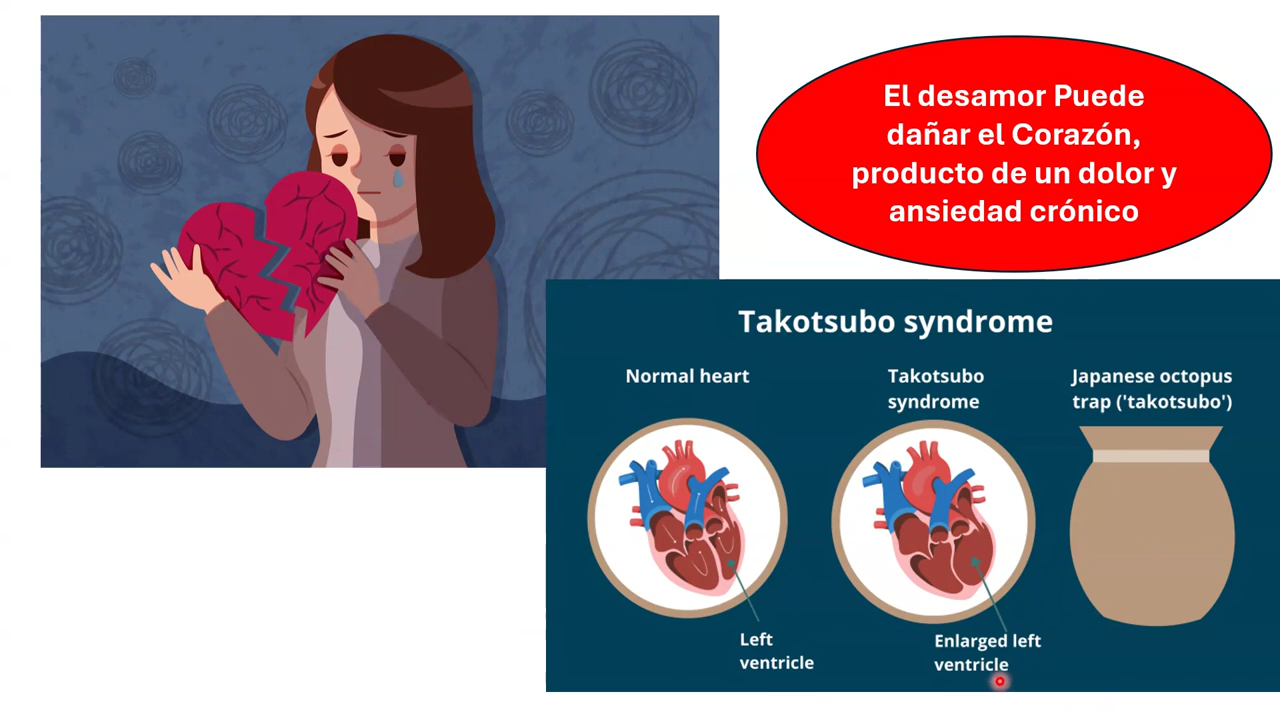 El desamor Puede
dañar el Corazón,
producto de un dolor y
ansiedad crónico
Takotsubo syndrome
Normal heart
Takotsubo
syndrome
Japanese octopus
trap ('takotsubo')
Left
ventricle
Enlarged left
ventricle